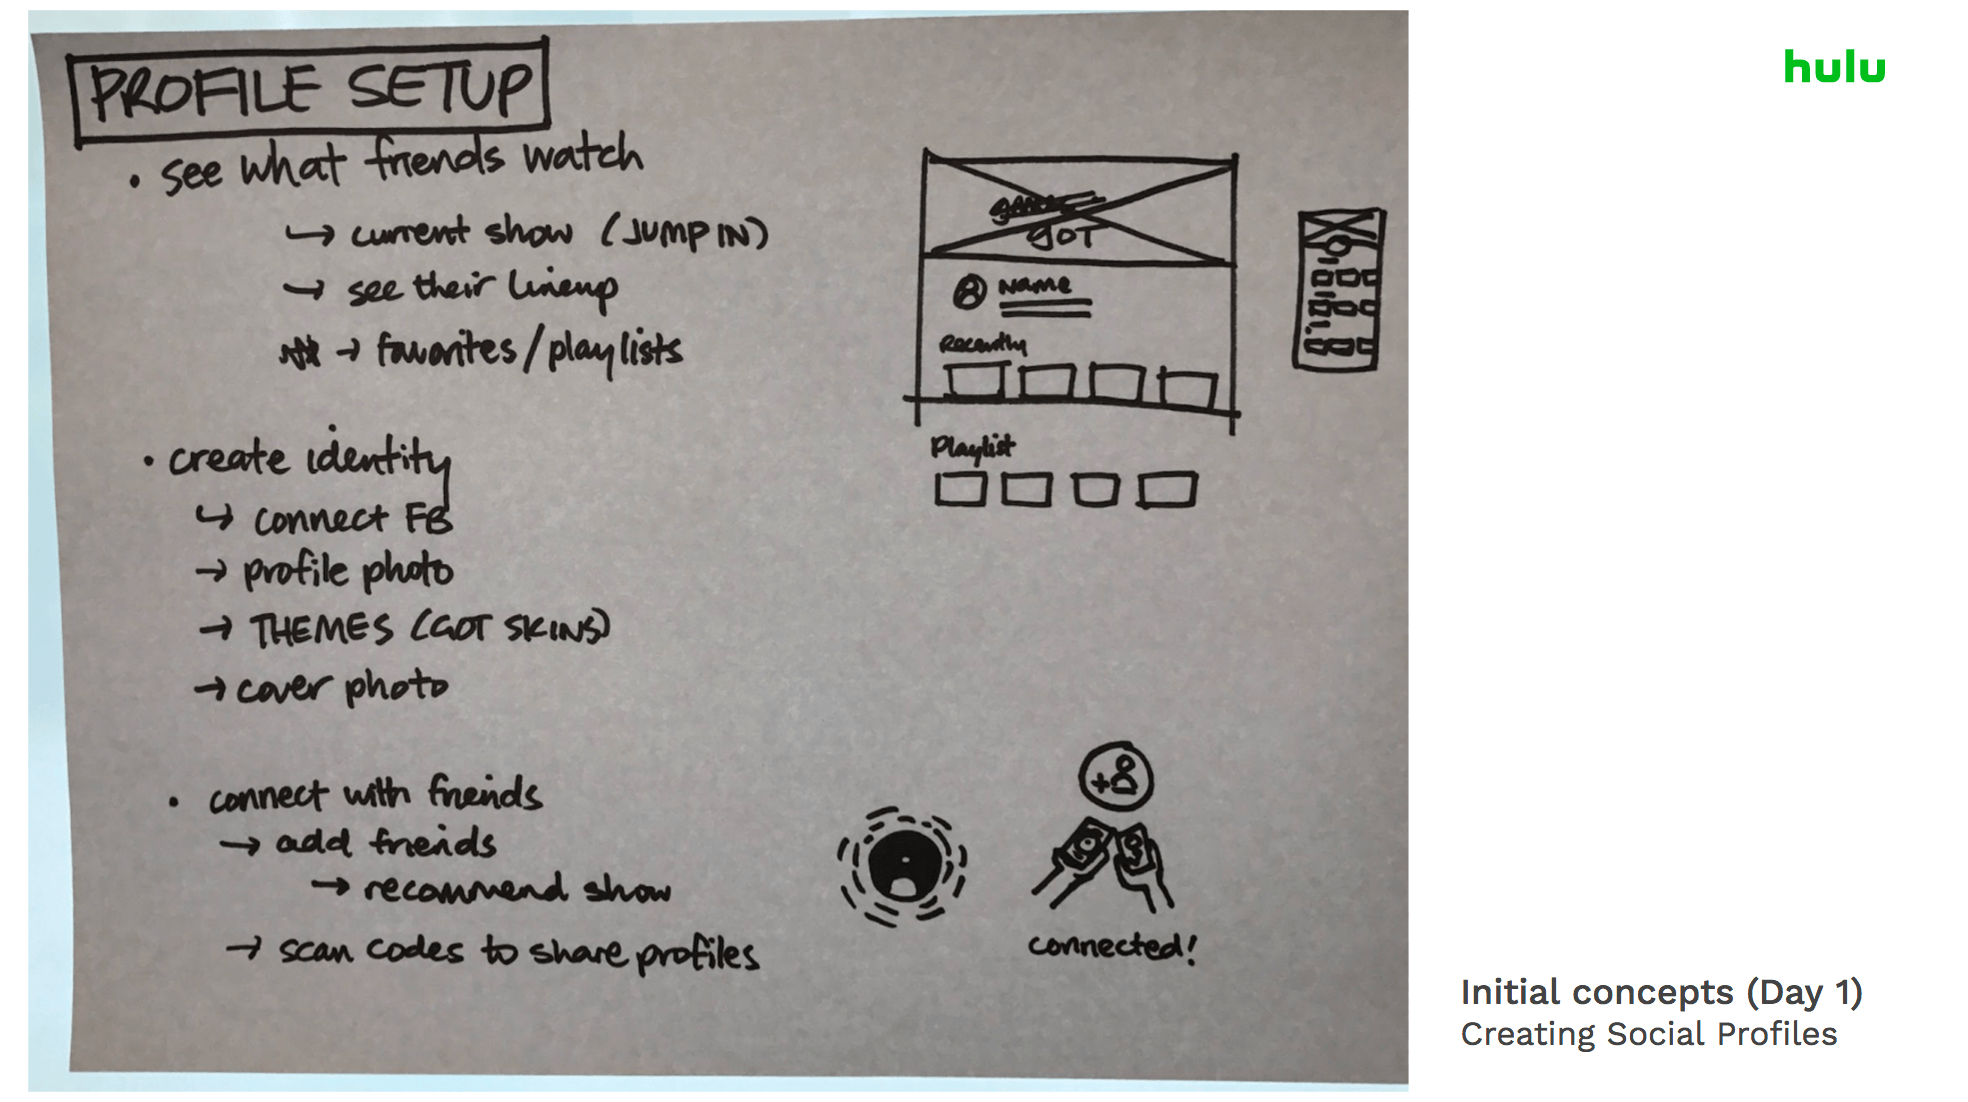 PROFILE SETUP
• see what friends watch
↳ current show (JUMP IN)
↳ see their lineup
→ favorites/playlists
• create identity
↳ connect FB
→ profile photo
→ THEMES (GOT SKINS)
→ cover photo
• connect with friends
→ add friends
→ recommend show
→ scan codes to share profiles
GOT
Name
Recently
Playlist
+
connected!
hulu
Initial concepts (Day 1)
Creating Social Profiles